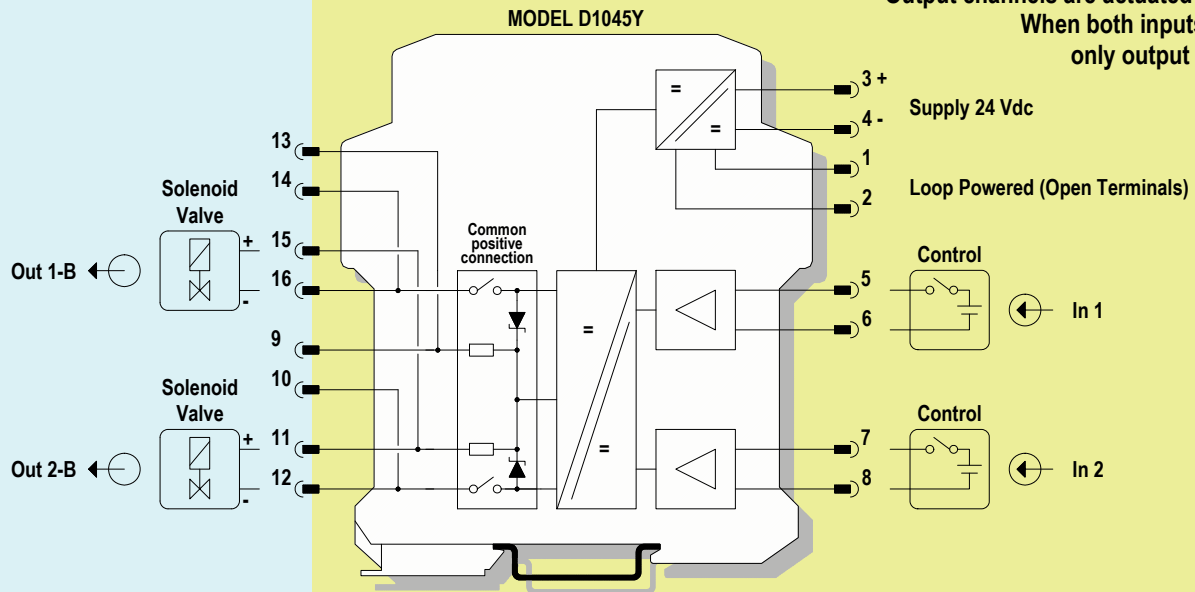 Output channels are actuated
When both inputs
only output
MODEL D1045Y
3 +
4 -
Supply 24 Vdc
1
2
Loop Powered (Open Terminals)
13
14
Solenoid
Valve
+
15
16
-
Out 1-B
Common
positive
connection
=
=
Control
5
6
In 1
9
10
Solenoid
Valve
+
11
12
-
Out 2-B
=
=
Control
7
8
In 2